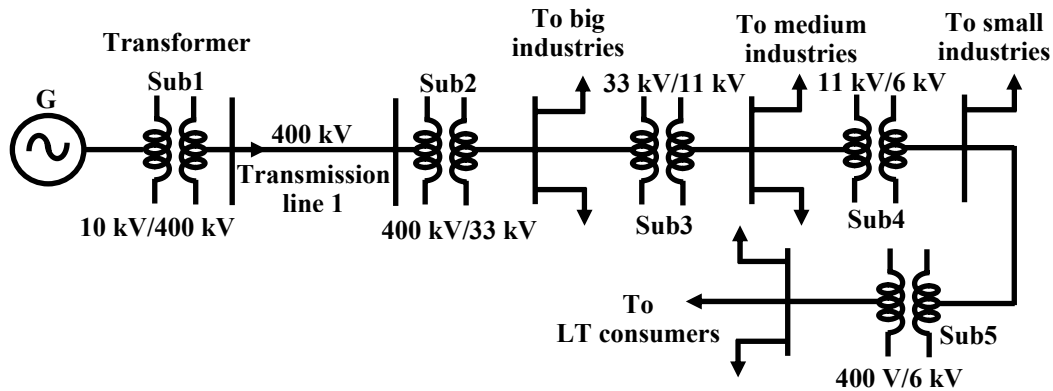 Transformer
Sub1
G
10 kV/400 kV
400 kV
Transmission
line 1
Sub2
400 kV/33 kV
To big
industries
33 kV/11 kV
Sub3
To medium
industries
11 kV/6 kV
Sub4
To small
industries
To
LT consumers
Sub5
400 V/6 kV